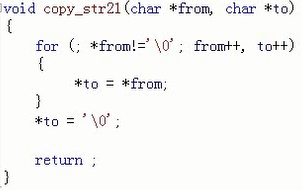 void copy_str21(char *from, char *to)
{
    for (; *from!='\0'; from++, to++)
    {
        *to = *from;
    }
    *to = '\0';

    return ;
}